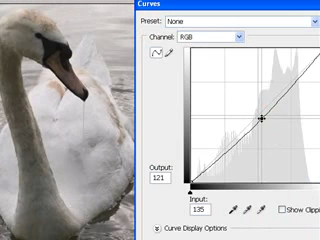 Curves
Preset: None
Channel: RGB
Output:
121
Input:
135
Show Clippi
Curve Display Options